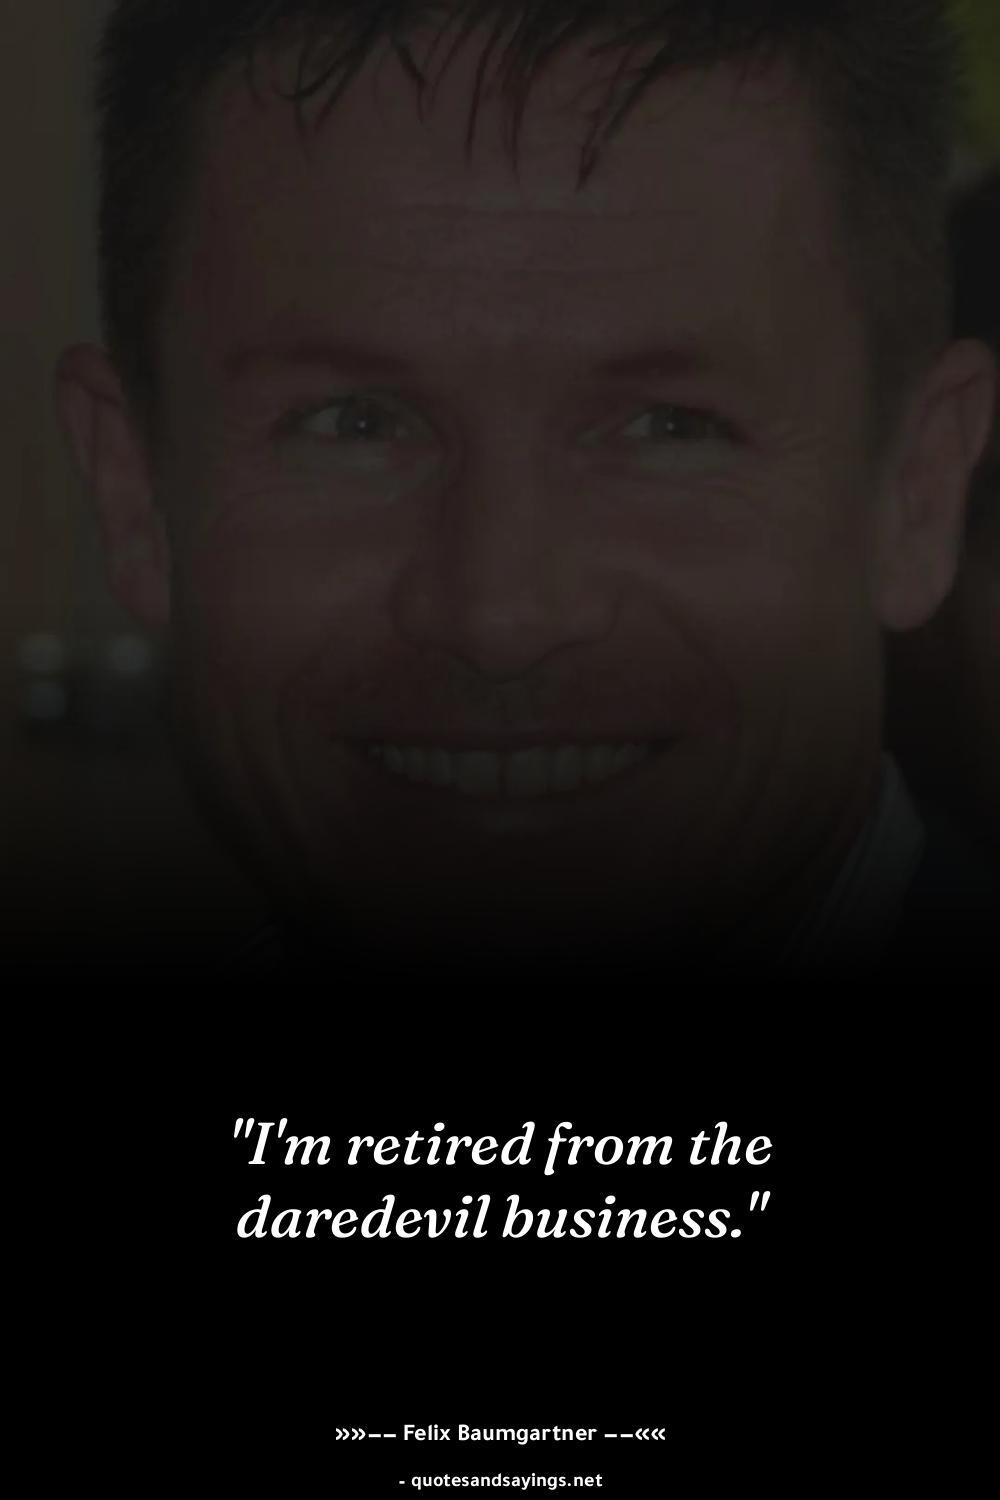 "I'm retired from the
daredevil business."
»»−− Felix Baumgartner −−««
- quotesandsayings.net